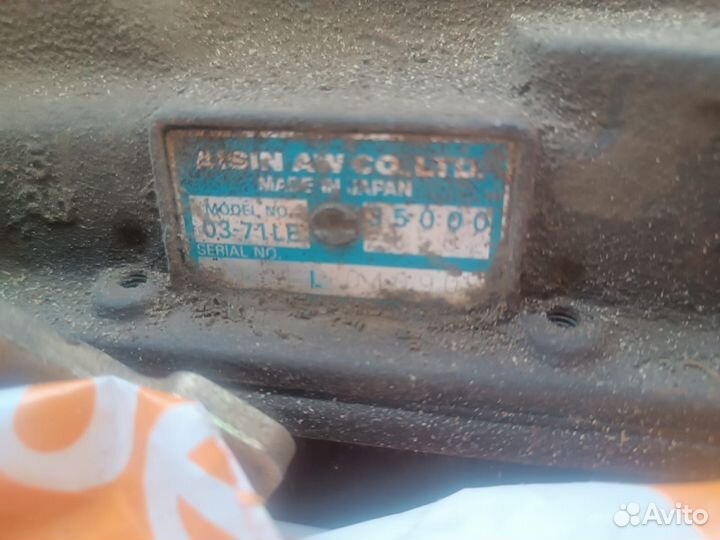 AISIN AW CO.,LTD.
MADE IN JAPAN
MODEL NO.
03-71LE 35000
SERIAL NO.
Avito